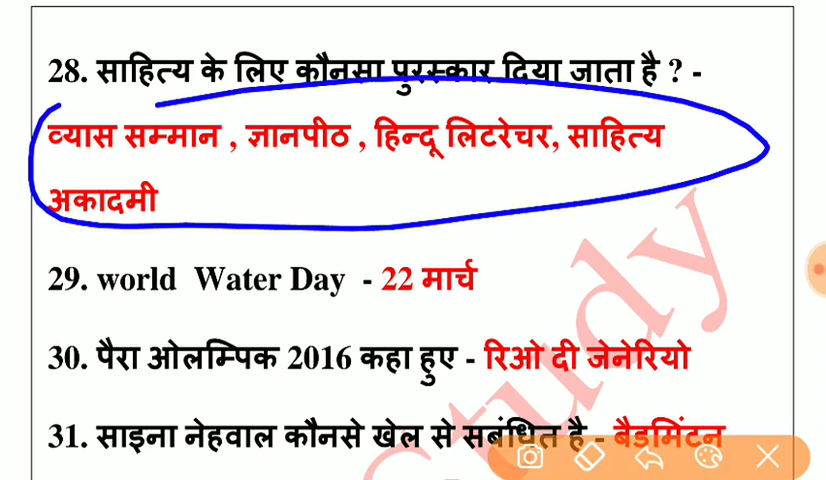 28. साहित्य के लिए कौनसा पुरस्कार दिया जाता है ? -
व्यास सम्मान , ज्ञानपीठ , हिन्दू लिटरेचर, साहित्य
अकादमी
29. world Water Day - 22 मार्च
30. पैरा ओलम्पिक 2016 कहा हुए - रिओ दी जेनेरियो
31. साइना नेहवाल कौनसे खेल से सबंधित है - बैडमिंटन
Study